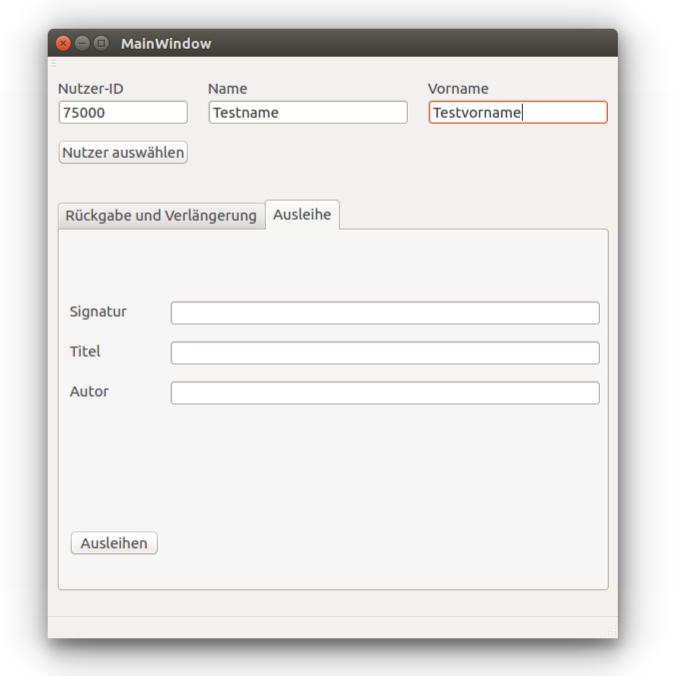 MainWindow
Nutzer-ID Name Vorname
75000 Testname Testvorname
Nutzer auswählen
Rückgabe und Verlängerung Ausleihe
Signatur
Titel
Autor
Ausleihen